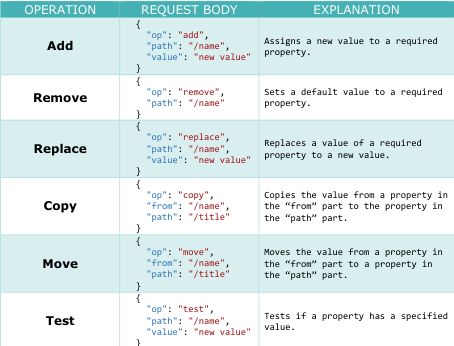 OPERATION REQUEST BODY EXPLANATION
Add
{
"op": "add",
"path": "/name",
"value": "new value"
}
Assigns a new value to a required
property.
Remove
{
"op": "remove",
"path": "/name"
}
Sets a default value to a required
property.
Replace
{
"op": "replace",
"path": "/name",
"value": "new value"
}
Replaces a value of a required
property to a new value.
Copy
{
"op": "copy",
"from": "/name",
"path": "/title"
}
Copies the value from a property in
the “from” part to the property in
the “path” part.
Move
{
"op": "move",
"from": "/name",
"path": "/title"
}
Moves the value from a property in
the “from” part to a property in
the “path” part.
Test
{
"op": "test",
"path": "/name",
"value": "new value"
}
Tests if a property has a specified
value.